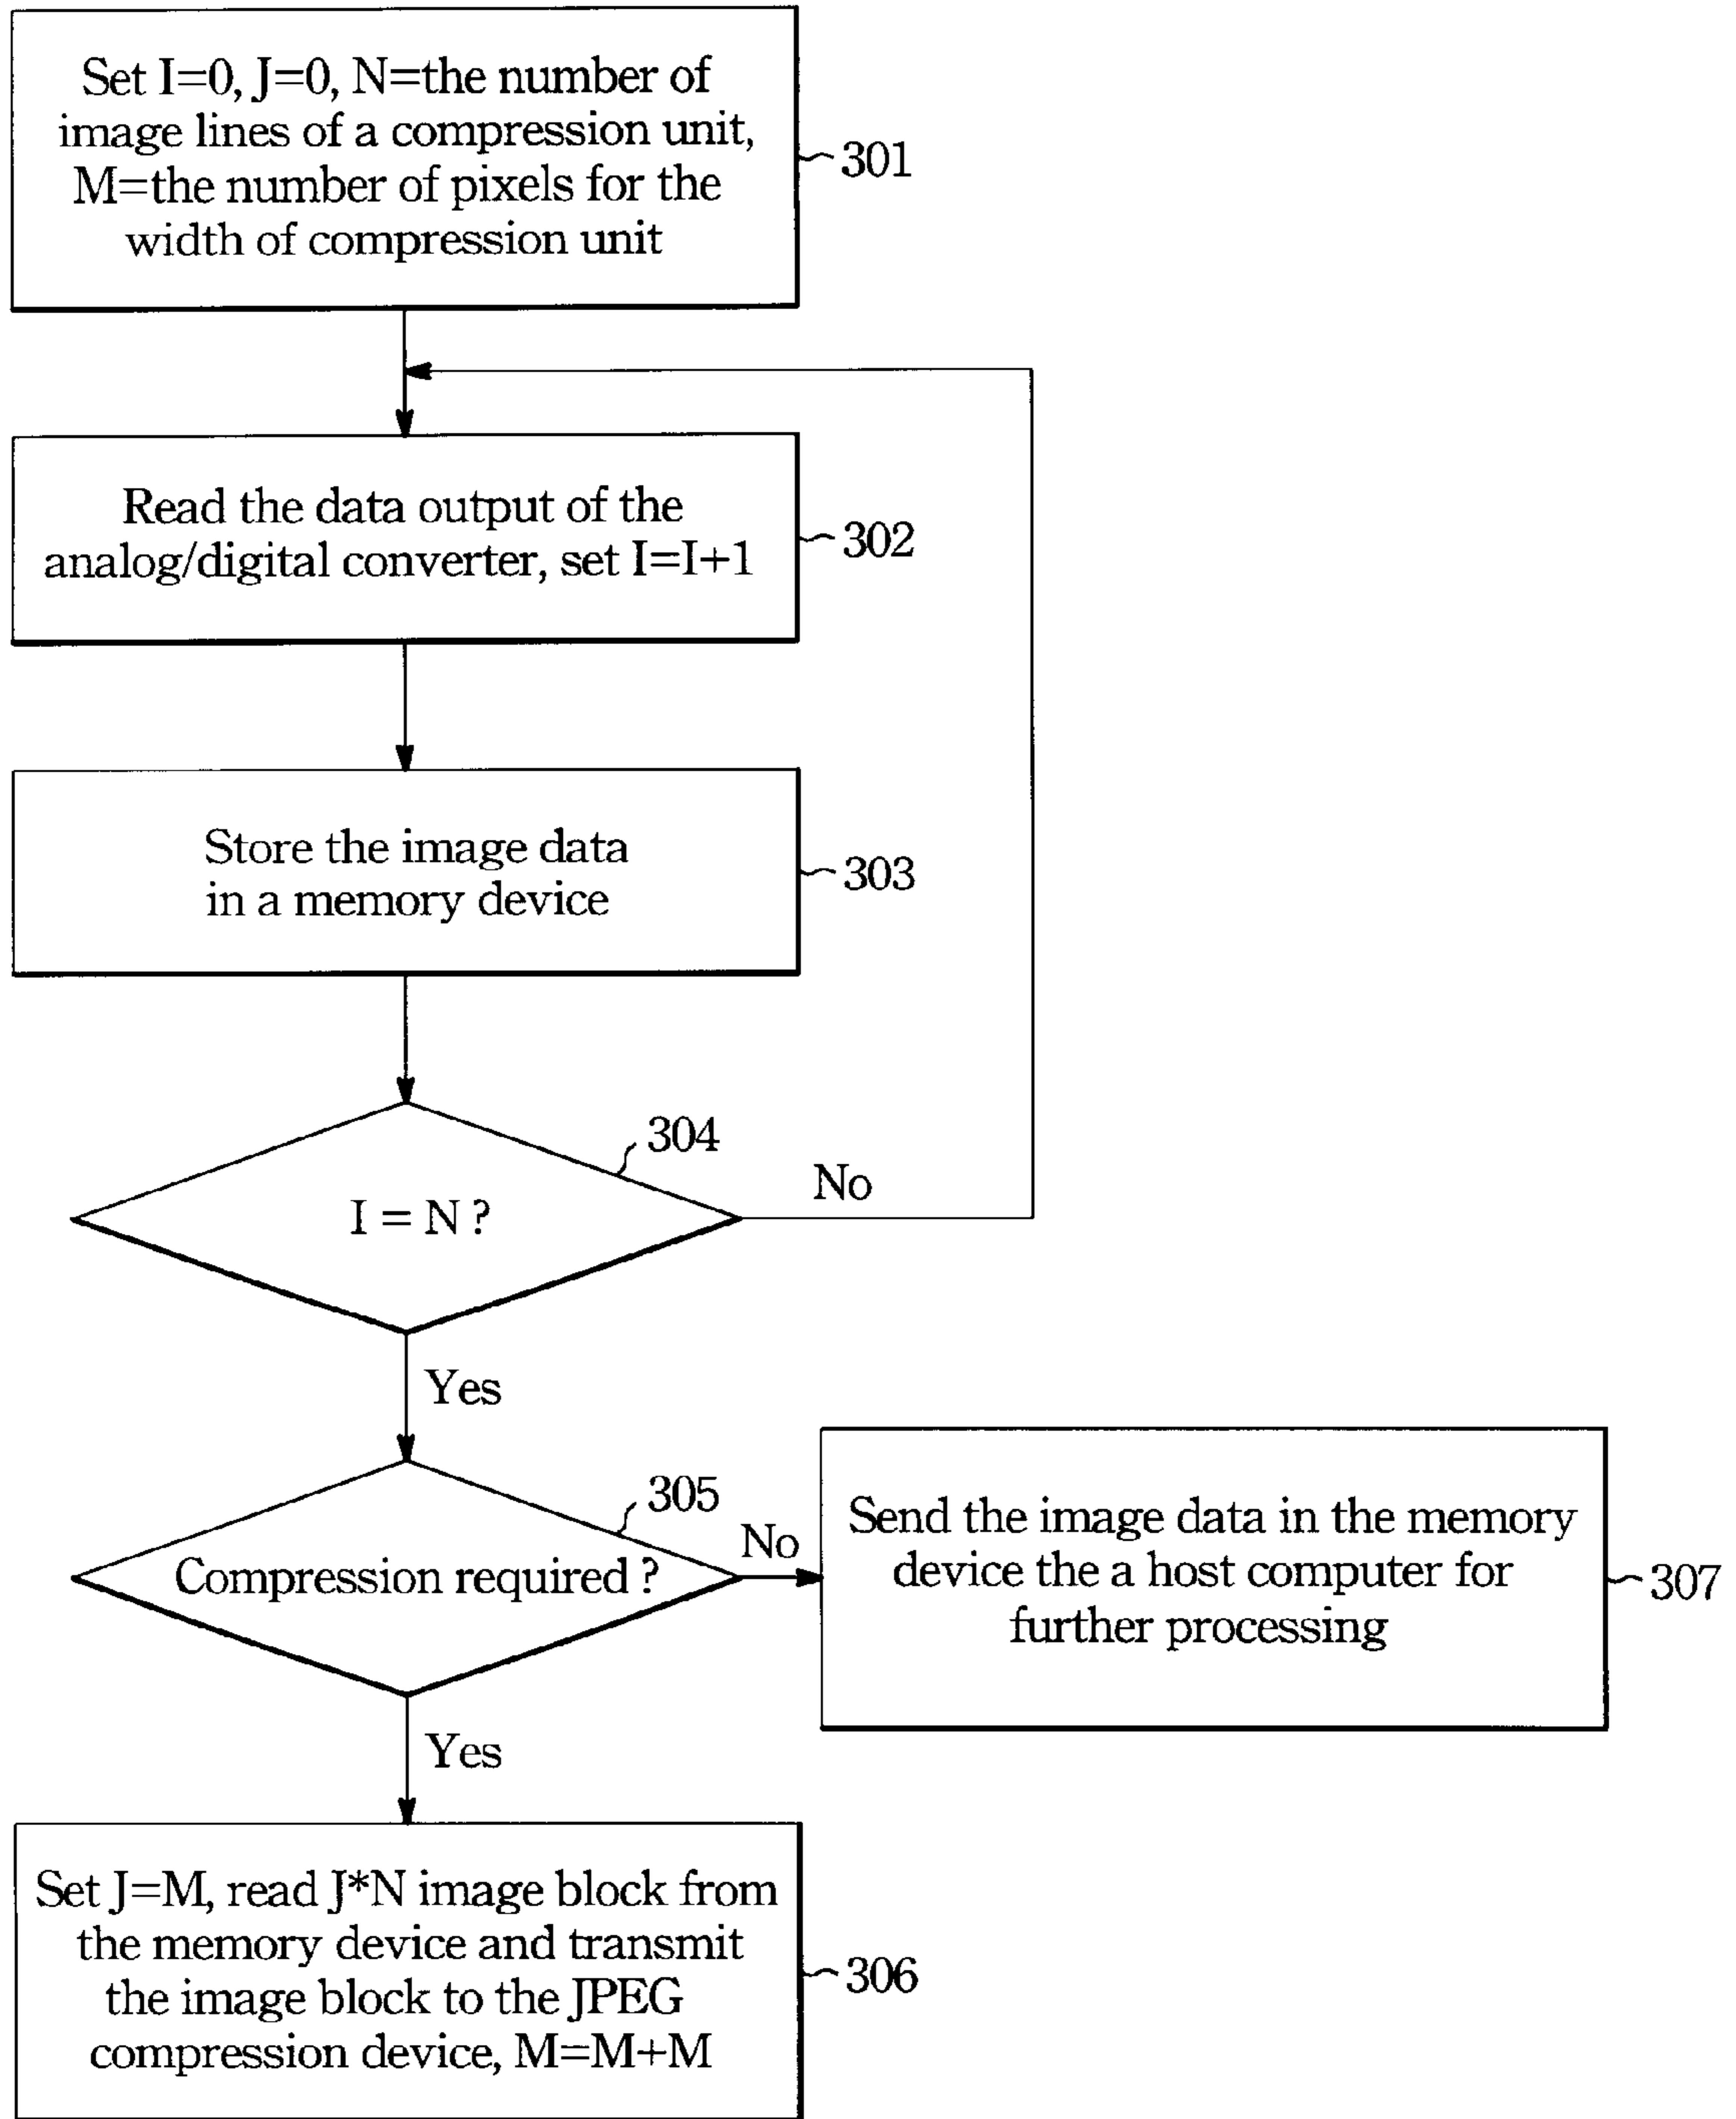 Set I=0, J=0, N=the number of
image lines of a compression unit,
M=the number of pixels for the
width of compression unit
301
Read the data output of the
analog/digital converter, set I=I+1
302
Store the image data
in a memory device
303
304
I = N ?
No
Yes
305
Compression required ?
No
Send the image data in the memory
device the a host computer for
further processing
307
Yes
Set J=M, read J*N image block from
the memory device and transmit
the image block to the JPEG
compression device, M=M+M
306